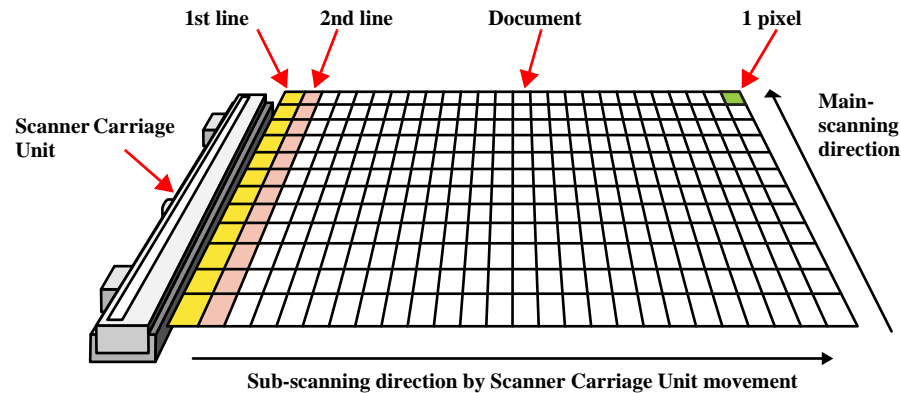 1st line
2nd line
Document
1 pixel
Scanner Carriage
Unit
Main-
scanning
direction
Sub-scanning direction by Scanner Carriage Unit movement